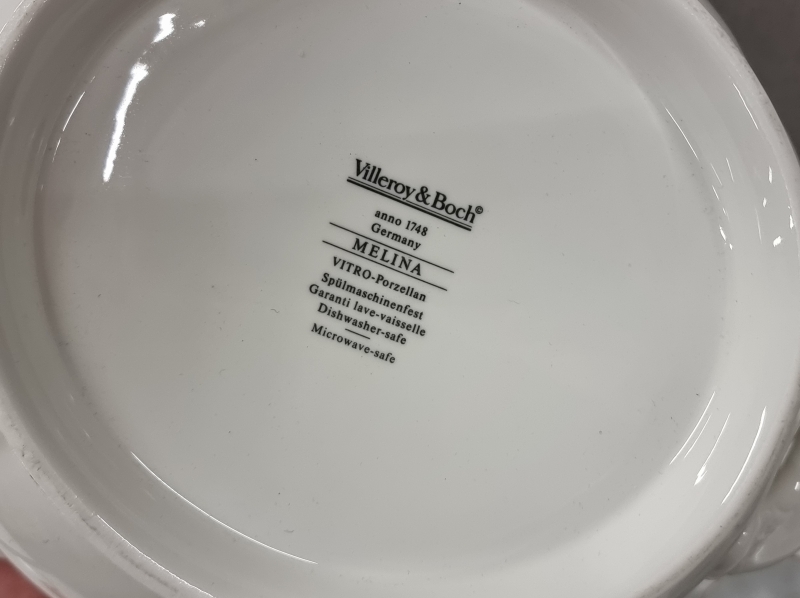 Villeroy & Boch©
anno 1748
Germany
MELINA
VITRO-Porzellan
Spülmaschinenfest
Garanti lave-vaisselle
Dishwasher-safe
Microwave-safe